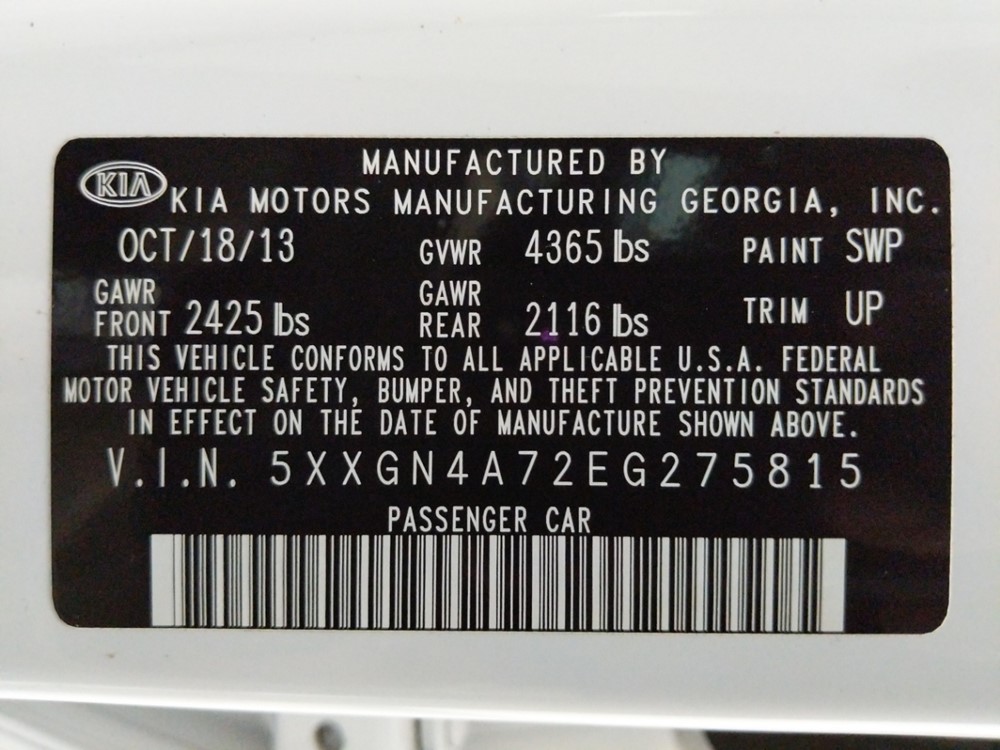 MANUFACTURED BY
KIA KIA MOTORS MANUFACTURING GEORGIA, INC.
OCT/18/13 GVWR 4365 lbs PAINT SWP
GAWR FRONT 2425 lbs GAWR REAR 2116 lbs TRIM UP
THIS VEHICLE CONFORMS TO ALL APPLICABLE U.S.A. FEDERAL
MOTOR VEHICLE SAFETY, BUMPER, AND THEFT PREVENTION STANDARDS
IN EFFECT ON THE DATE OF MANUFACTURE SHOWN ABOVE.
V.I.N. 5XXGN4A72EG275815
PASSENGER CAR